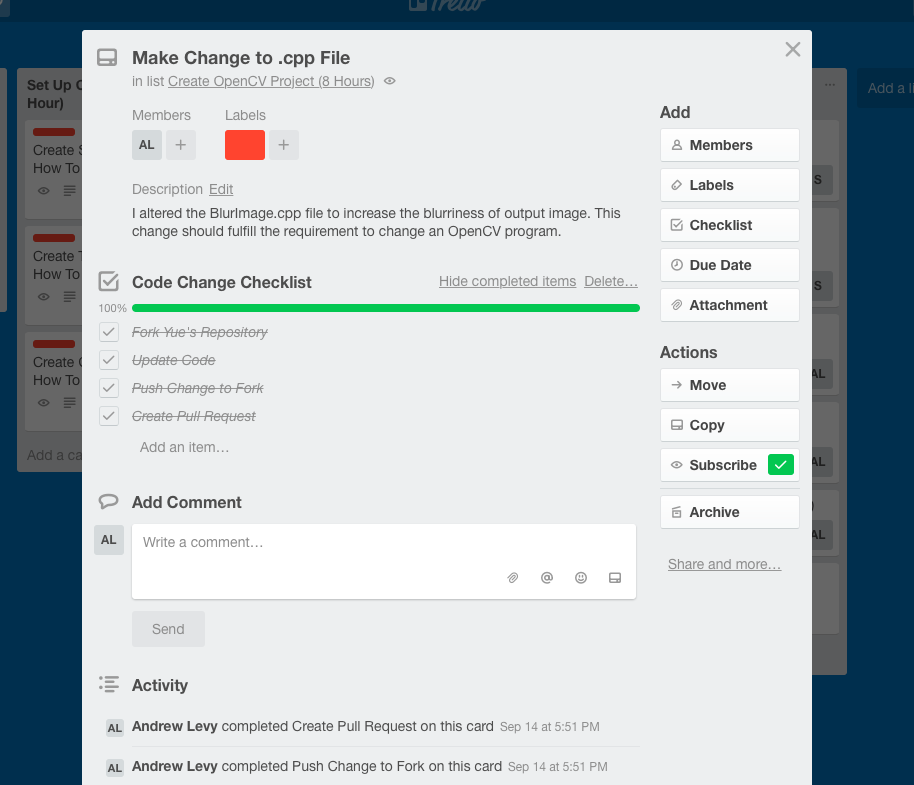 Trello
Make Change to .cpp File
in list Create OpenCV Project (8 Hours)
Members
Labels
AL
+
+
Description Edit
I altered the BlurImage.cpp file to increase the blurriness of output image. This
change should fulfill the requirement to change an OpenCV program.
Code Change Checklist
Hide completed items
Delete…
100%
Fork Yue's Repository
Update Code
Push Change to Fork
Create Pull Request
Add an item…
Add Comment
AL
Write a comment…
@
Send
Activity
AL
Andrew Levy completed Create Pull Request on this card Sep 14 at 5:51 PM
AL
Andrew Levy completed Push Change to Fork on this card Sep 14 at 5:51 PM
Add
Members
Labels
Checklist
Due Date
Attachment
Actions
Move
Copy
Subscribe
Archive
Share and more…
Set Up
Hour)
Create
How To
Create
How To
Create
How To
Add a
S
S
AL
AL
AL
Add a